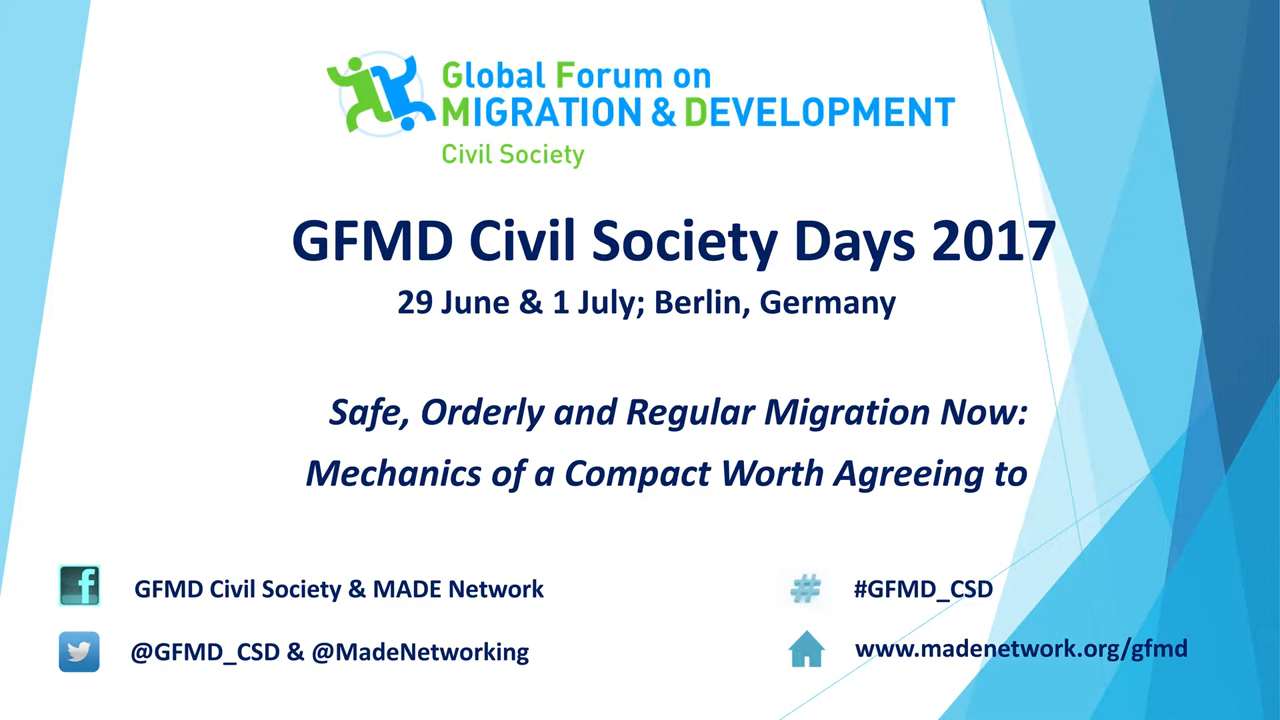 Global Forum on
MIGRATION & DEVELOPMENT
Civil Society
GFMD Civil Society Days 2017
29 June & 1 July; Berlin, Germany
Safe, Orderly and Regular Migration Now:
Mechanics of a Compact Worth Agreeing to
GFMD Civil Society & MADE Network
#GFMD_CSD
@GFMD_CSD & @MadeNetworking
www.madenetwork.org/gfmd